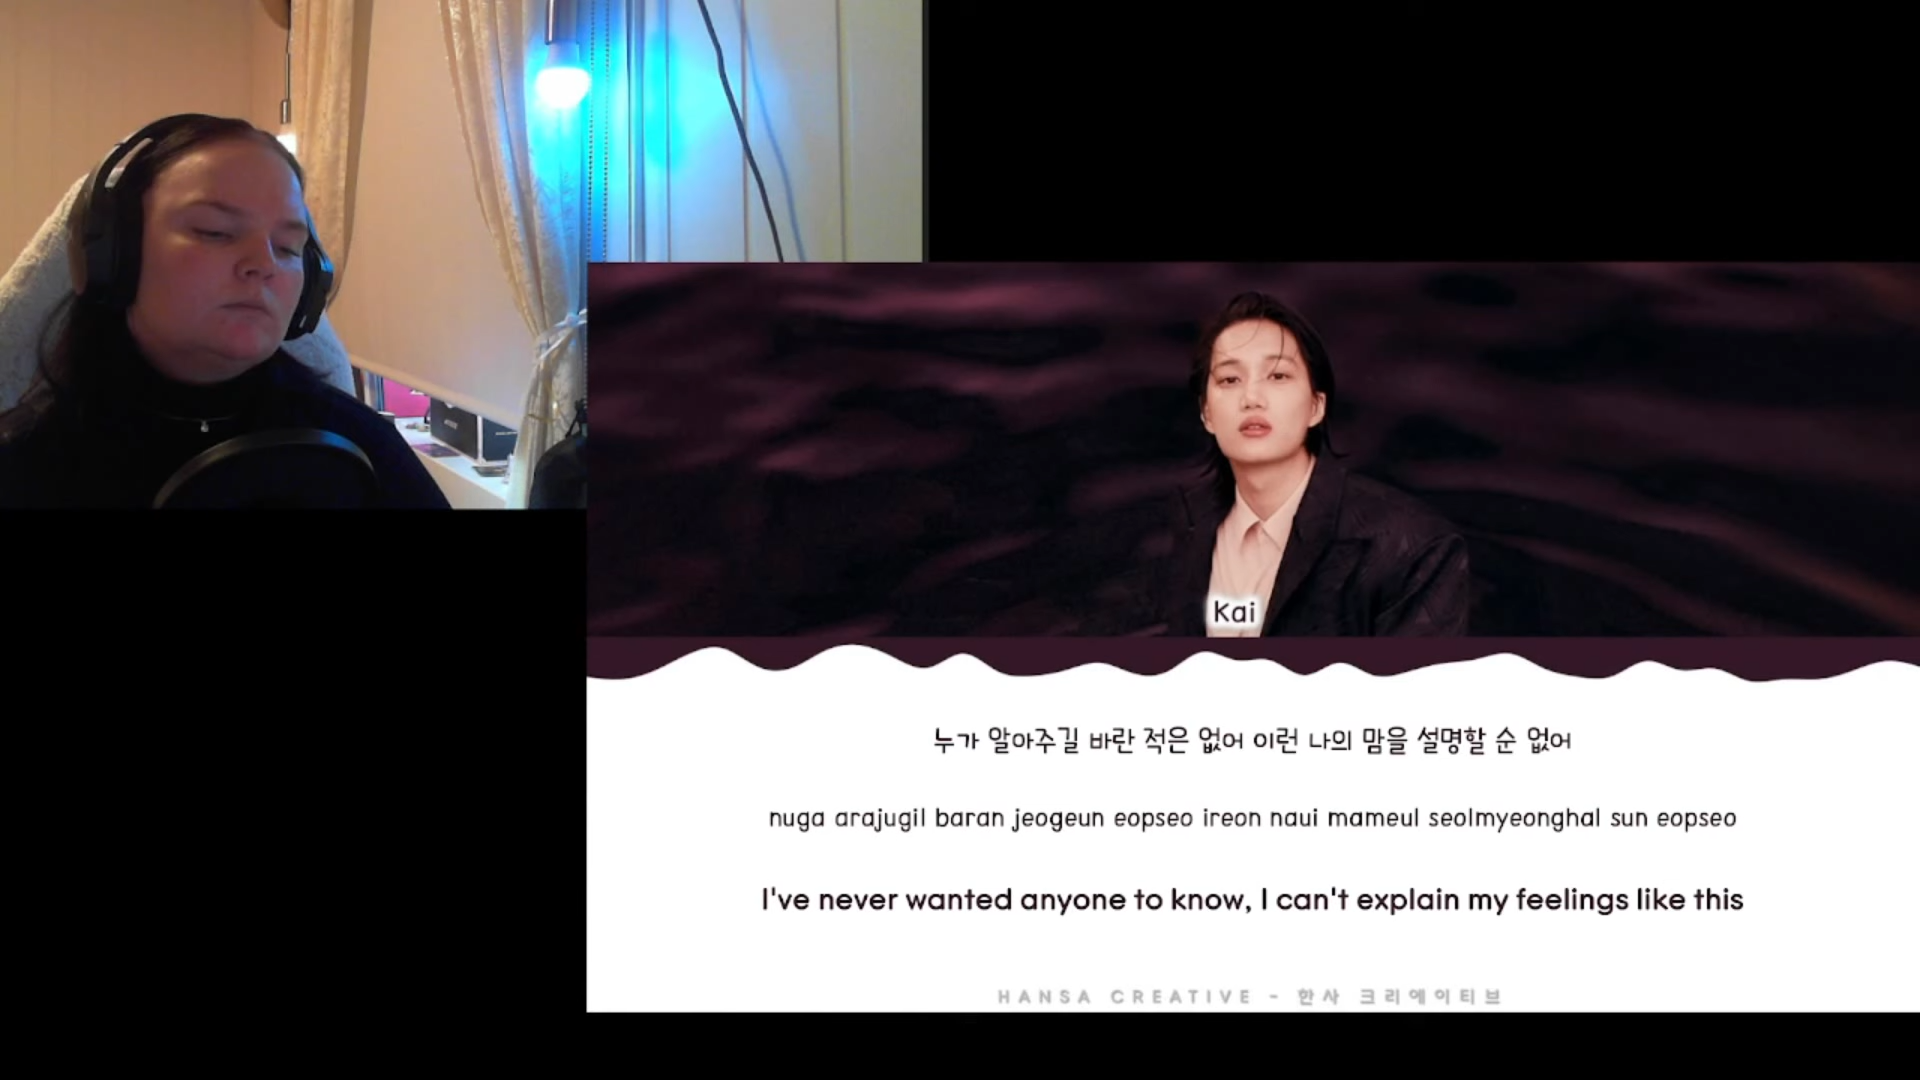 Kai
누가 알아주길 바란 적은 없어 이런 나의 맘을 설명할 순 없어
nuga arajugil baran jeogeun eopseo ireon naui mameul seolmyeonghal sun eopseo
I've never wanted anyone to know, I can't explain my feelings like this
HANSA CREATIVE - 한사 크리에이티브